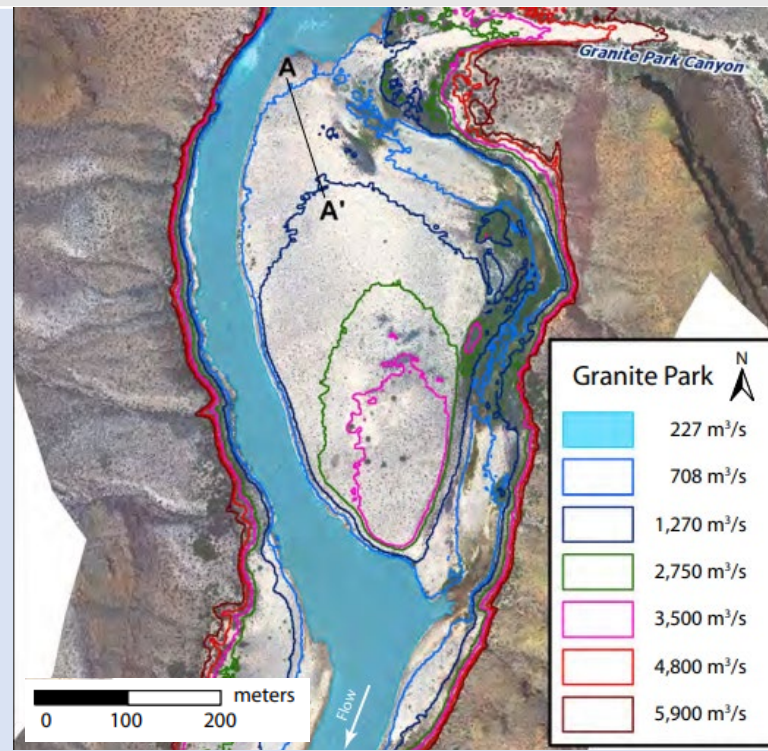 Granite Park Canyon
A
A'
Granite Park
N
227 m³/s
708 m³/s
1,270 m³/s
2,750 m³/s
3,500 m³/s
4,800 m³/s
5,900 m³/s
meters
0 100 200
Flow